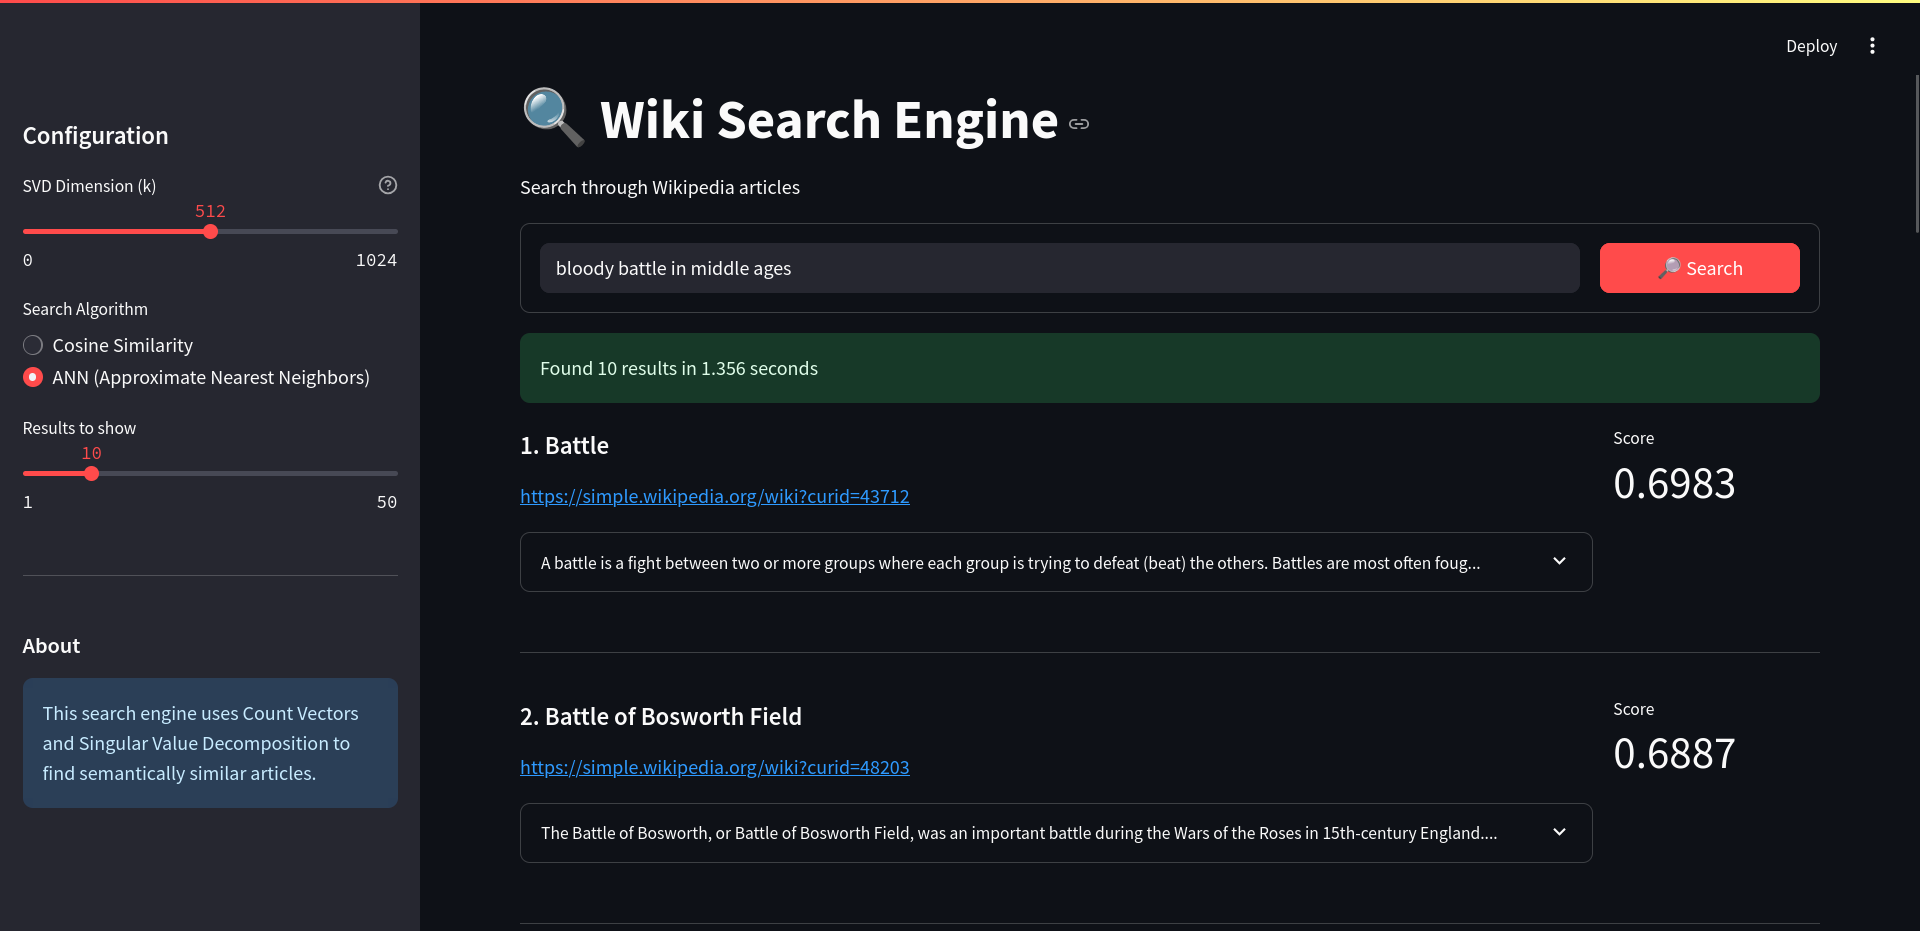 Deploy
Configuration
SVD Dimension (k)
512
0 1024
Search Algorithm
Cosine Similarity
ANN (Approximate Nearest Neighbors)
Results to show
10
1 50
About
This search engine uses Count Vectors
and Singular Value Decomposition to
find semantically similar articles.
Wiki Search Engine
Search through Wikipedia articles
bloody battle in middle ages
Search
Found 10 results in 1.356 seconds
1. Battle
Score
0.6983
https://simple.wikipedia.org/wiki?curid=43712
A battle is a fight between two or more groups where each group is trying to defeat (beat) the others. Battles are most often foug...
2. Battle of Bosworth Field
Score
0.6887
https://simple.wikipedia.org/wiki?curid=48203
The Battle of Bosworth, or Battle of Bosworth Field, was an important battle during the Wars of the Roses in 15th-century England....